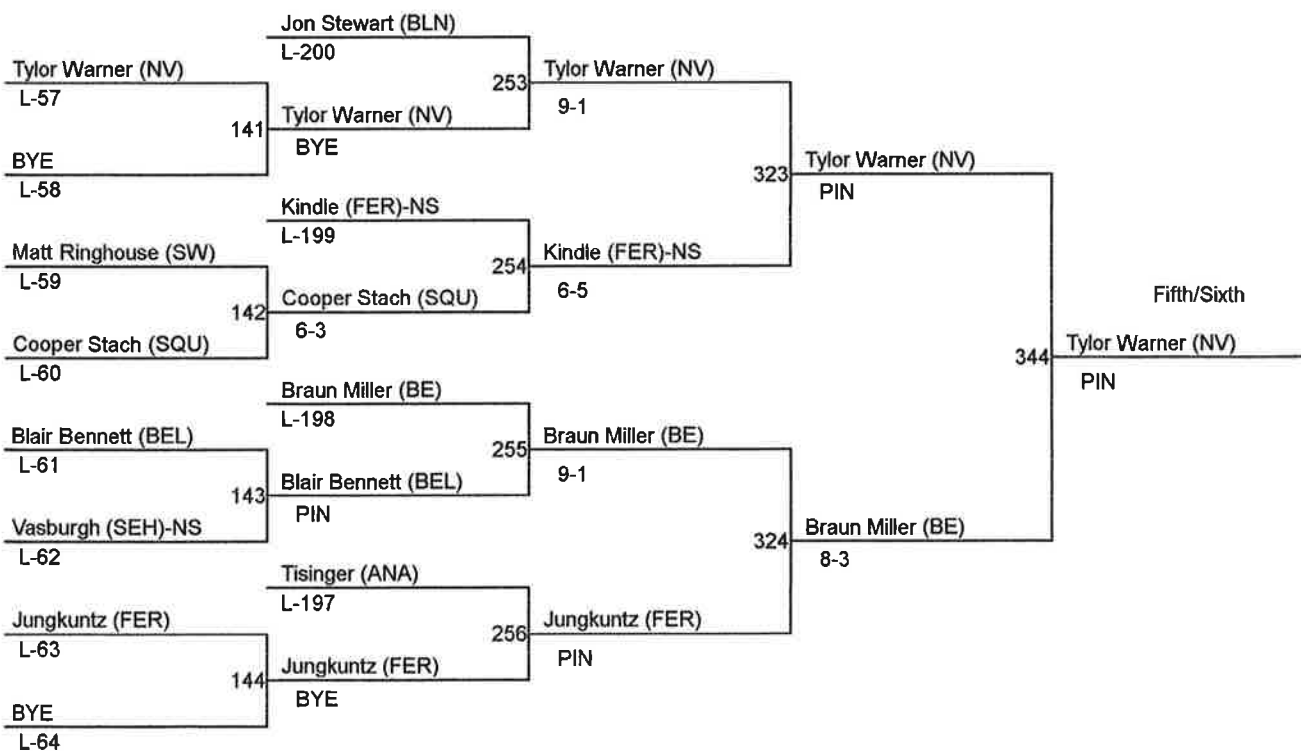 Jon Stewart (BLN)
L-200
Tylor Warner (NV)
L-57
253
Tylor Warner (NV)
9-1
141
Tylor Warner (NV)
BYE
BYE
L-58
323
Tylor Warner (NV)
PIN
Kindle (FER)-NS
L-199
Matt Ringhouse (SW)
L-59
254
Kindle (FER)-NS
6-5
142
Cooper Stach (SQU)
6-3
Fifth/Sixth
Cooper Stach (SQU)
L-60
344
Tylor Warner (NV)
PIN
Braun Miller (BE)
L-198
Blair Bennett (BEL)
L-61
255
Braun Miller (BE)
9-1
143
Blair Bennett (BEL)
PIN
Vasburgh (SEH)-NS
L-62
324
Braun Miller (BE)
8-3
Tisinger (ANA)
L-197
Jungkuntz (FER)
L-63
256
Jungkuntz (FER)
PIN
144
Jungkuntz (FER)
BYE
BYE
L-64